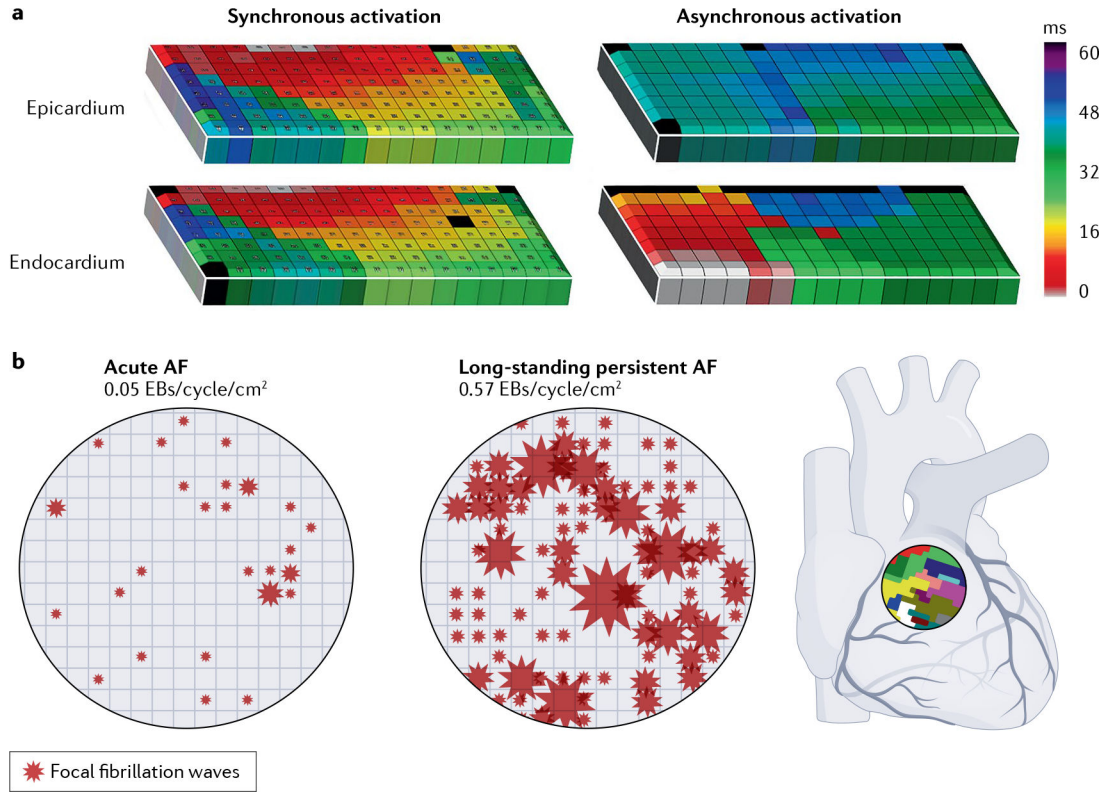 a
Synchronous activation
Asynchronous activation
ms
Epicardium
60
48
32
Endocardium
16
0
b
Acute AF
0.05 EBs/cycle/cm²
Long-standing persistent AF
0.57 EBs/cycle/cm²
Focal fibrillation waves